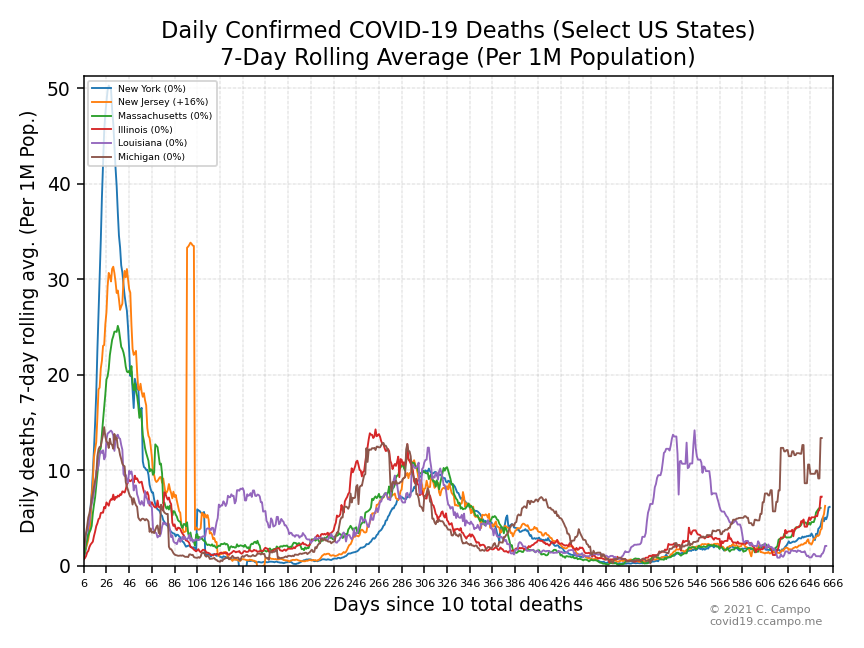 Daily Confirmed COVID-19 Deaths (Select US States)
7-Day Rolling Average (Per 1M Population)
Daily deaths, 7-day rolling avg. (Per 1M Pop.)
50
40
30
20
10
0
New York (0%)
New Jersey (+16%)
Massachusetts (0%)
Illinois (0%)
Louisiana (0%)
Michigan (0%)
6 26 46 66 86 106 126 146 166 186 206 226 246 266 286 306 326 346 366 386 406 426 446 466 486 506 526 546 566 586 606 626 646 666
Days since 10 total deaths
© 2021 C. Campo
covid19.ccampo.me